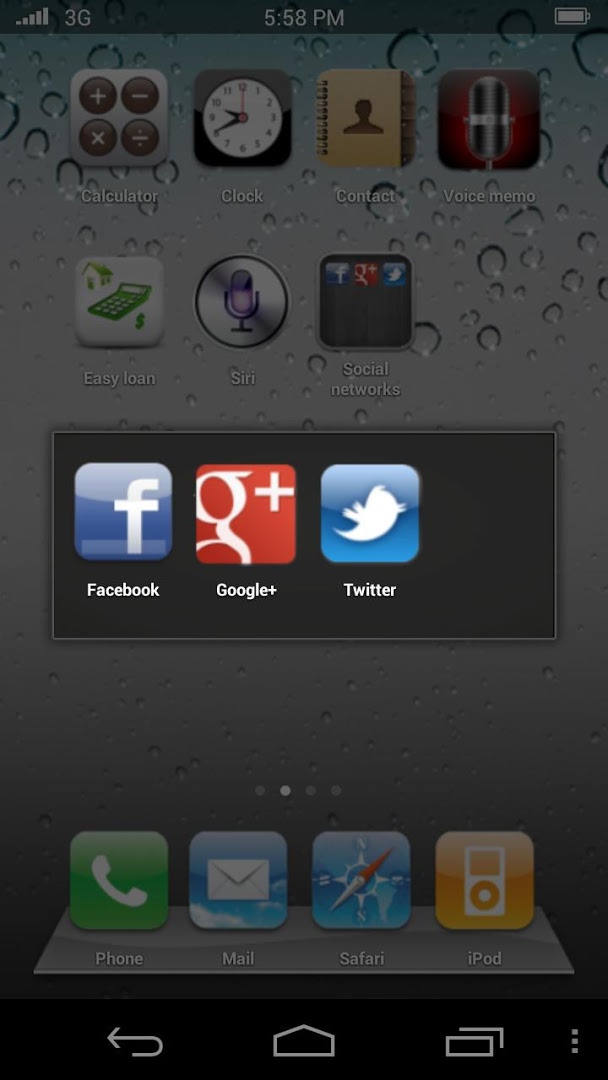 3G 5:58 PM
Calculator Clock Contact Voice memo
Easy loan Siri Social networks
Facebook Google+ Twitter
Phone Mail Safari iPod